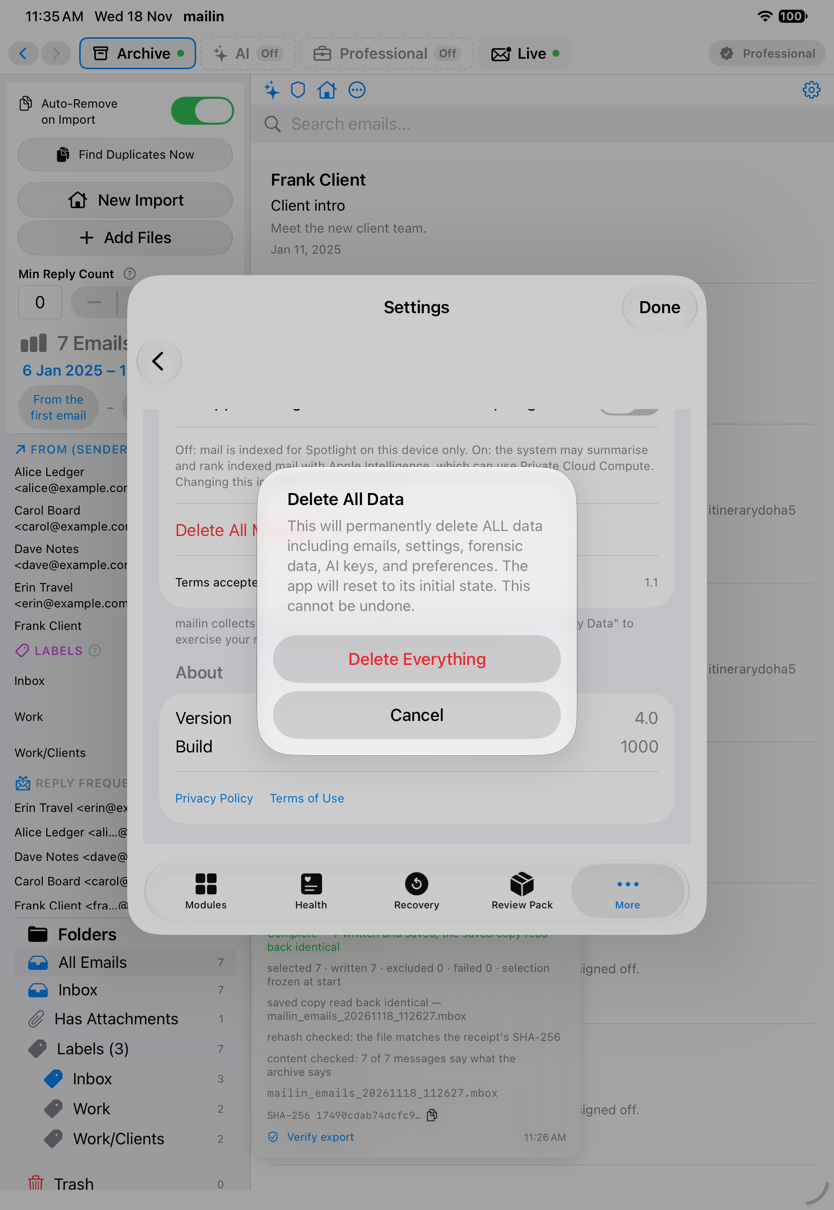 11:35 AM Wed 18 Nov mailin
100
Archive
AI Off
Professional Off
Live
Professional
Auto-Remove
on Import
Find Duplicates Now
New Import
Add Files
Min Reply Count ?
0
7 Emails
6 Jan 2025 – 1
From the
first email
–
FROM (SENDER
Alice Ledger
<alice@example.com
Carol Board
<carol@example.com
Dave Notes
<dave@example.com
Erin Travel
<erin@example.com
Frank Client
LABELS ?
Inbox
Work
Work/Clients
REPLY FREQUE
Erin Travel <erin@ex
Alice Ledger <ali...@
Dave Notes <dave@
Carol Board <carol@
Frank Client <fra...@
Folders
All Emails 7
Inbox 7
Has Attachments 1
Labels (3) 7
Inbox 3
Work 2
Work/Clients 2
Trash 0
Search emails...
Frank Client
Client intro
Meet the new client team.
Jan 11, 2025
itinerarydoha5
itinerarydoha5
Settings
Done
Off: mail is indexed for Spotlight on this device only. On: the system may summarise
and rank indexed mail with Apple Intelligence, which can use Private Cloud Compute.
Changing this
Delete All
Terms accepte
1.1
mailin collects
y Data" to
exercise your
About
Version 4.0
Build 1000
Privacy Policy Terms of Use
Delete All Data
This will permanently delete ALL data
including emails, settings, forensic
data, AI keys, and preferences. The
app will reset to its initial state. This
cannot be undone.
Delete Everything
Cancel
Modules
Health
Recovery
Review Pack
More
back identical
selected 7 · written 7 · excluded 0 · failed 0 · selection
frozen at start
saved copy read back identical —
mailin_emails_20261118_112627.mbox
rehash checked: the file matches the receipt's SHA-256
content checked: 7 of 7 messages say what the
archive says
mailin_emails_20261118_112627.mbox
SHA-256 17490cdab74dcfc9…
Verify export
11:26 AM
signed off.
signed off.